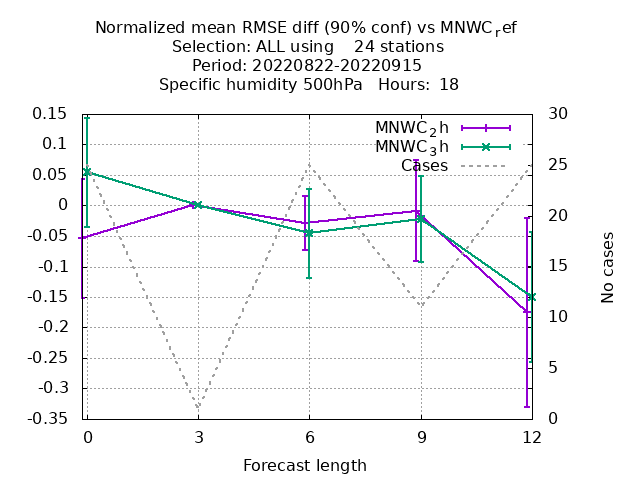 Normalized mean RMSE diff (90% conf) vs MNWC_ref
Selection: ALL using    24 stations
Period: 20220822-20220915
Specific humidity 500hPa   Hours: 18
MNWC_2h
MNWC_3h
Cases
0.15
0.1
0.05
0
-0.05
-0.1
-0.15
-0.2
-0.25
-0.3
-0.35
30
25
20
15
10
5
0
No cases
0 3 6 9 12
Forecast length